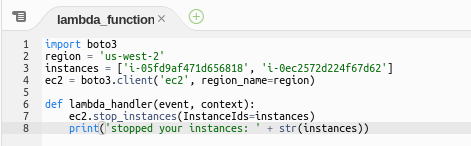 lambda_function
1 import boto3
2 region = 'us-west-2'
3 instances = ['i-05fd9af471d656818', 'i-0ec2572d224f67d62']
4 ec2 = boto3.client('ec2', region_name=region)
5
6 def lambda_handler(event, context):
7     ec2.stop_instances(InstanceIds=instances)
8     print('stopped your instances: ' + str(instances))